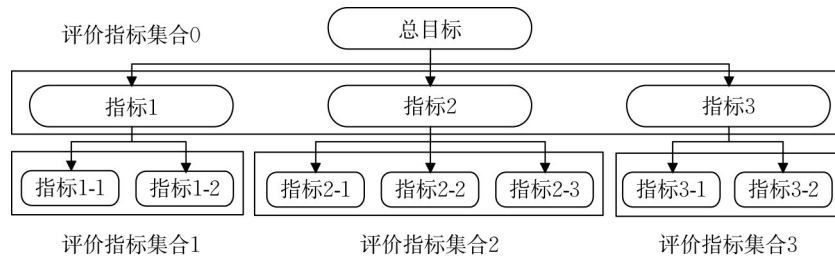 评价指标集合0
总目标
指标1
指标2
指标3
指标1-1
指标1-2
指标2-1
指标2-2
指标2-3
指标3-1
指标3-2
评价指标集合1
评价指标集合2
评价指标集合3